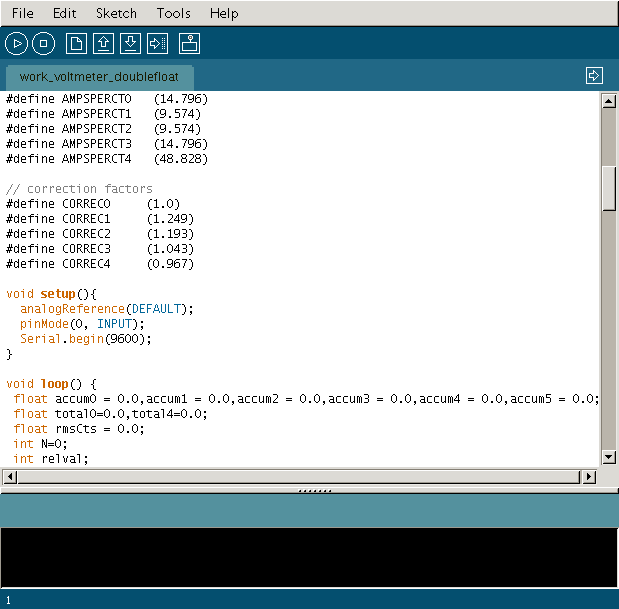 File Edit Sketch Tools Help
work_voltmeter_doublefloat
#define AMPSPERCT0   (14.796)
#define AMPSPERCT1   (9.574)
#define AMPSPERCT2   (9.574)
#define AMPSPERCT3   (14.796)
#define AMPSPERCT4   (48.828)
// correction factors
#define CORREC0     (1.0)
#define CORREC1     (1.249)
#define CORREC2     (1.193)
#define CORREC3     (1.043)
#define CORREC4     (0.967)
void setup(){
  analogReference(DEFAULT);
  pinMode(0, INPUT);
  Serial.begin(9600);
}
void loop() {
 float accum0 = 0.0,accum1 = 0.0,accum2 = 0.0,accum3 = 0.0,accum4 = 0.0,accum5 = 0.0;
 float total0=0.0,total4=0.0;
 float rmsCts = 0.0;
 int N=0;
 int relval;
1